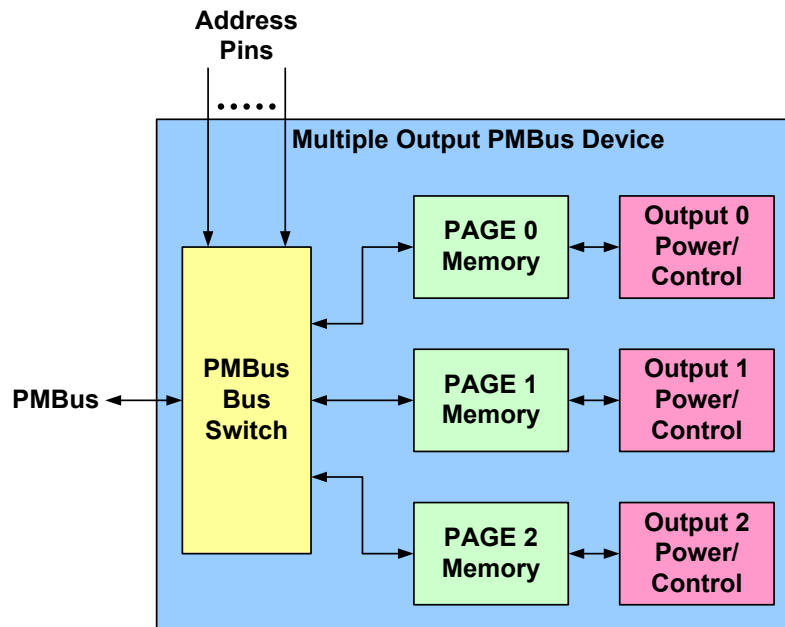 Address
Pins
Multiple Output PMBus Device
PAGE 0
Memory
Output 0
Power/
Control
PMBus
PMBus
Bus
Switch
PAGE 1
Memory
Output 1
Power/
Control
PAGE 2
Memory
Output 2
Power/
Control